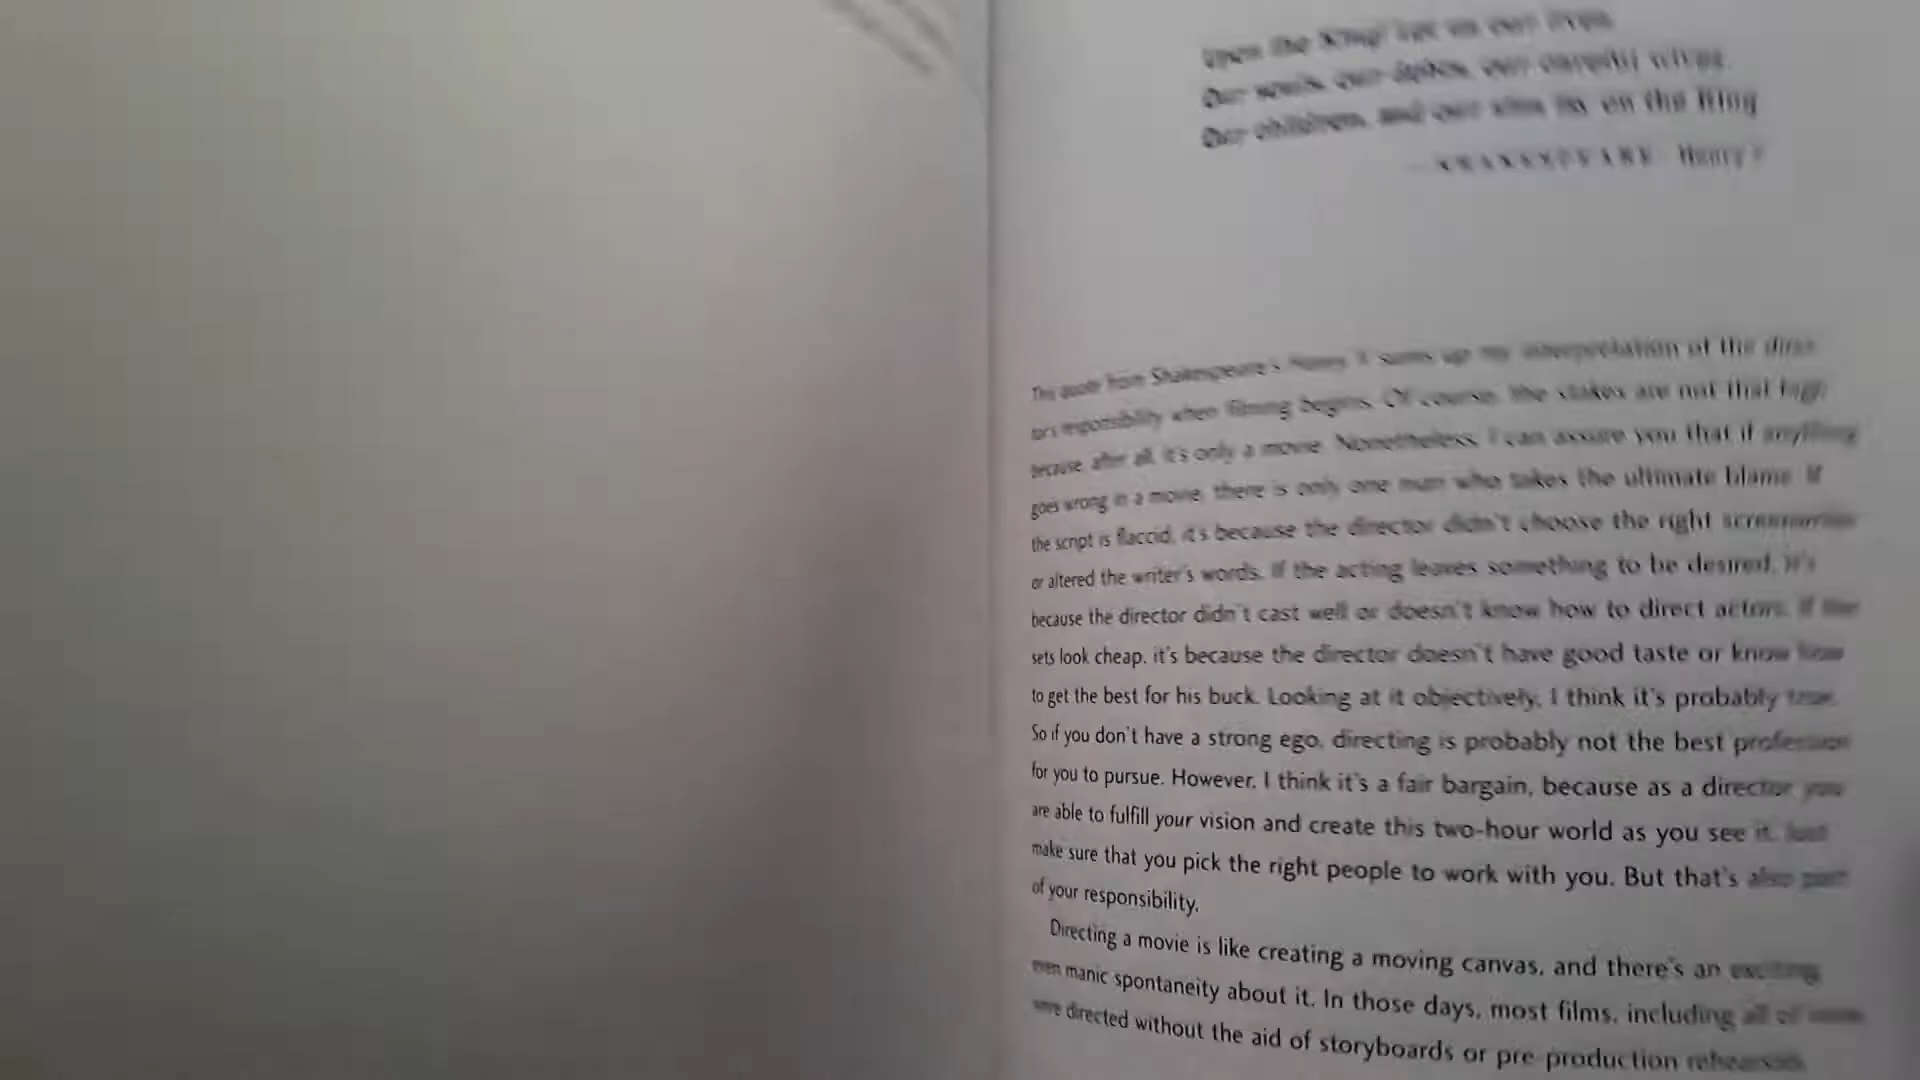 Upon the King! let us our lives,
Our souls, our debts, our careful wives,
Our children, and our sins lay on the King
—SHAKESPEARE, Henry V
This quote from Shakespeare's Henry V sums up my interpretation of the direc-
tor's responsibility when filming begins. Of course, the stakes are not that high,
because, after all, it's only a movie. Nonetheless, I can assure you that if anything
goes wrong in a movie, there is only one man who takes the ultimate blame. If
the script is flaccid, it's because the director didn't choose the right screenwriter
or altered the writer's words. If the acting leaves something to be desired, it's
because the director didn't cast well or doesn't know how to direct actors. If the
sets look cheap, it's because the director doesn't have good taste or know how
to get the best for his buck. Looking at it objectively, I think it's probably true.
So if you don't have a strong ego, directing is probably not the best profession
for you to pursue. However, I think it's a fair bargain, because as a director you
are able to fulfill your vision and create this two-hour world as you see it. Just
make sure that you pick the right people to work with you. But that's also part
of your responsibility.
Directing a movie is like creating a moving canvas, and there's an exciting,
even manic spontaneity about it. In those days, most films, including all of mine
were directed without the aid of storyboards or pre-production rehearsals